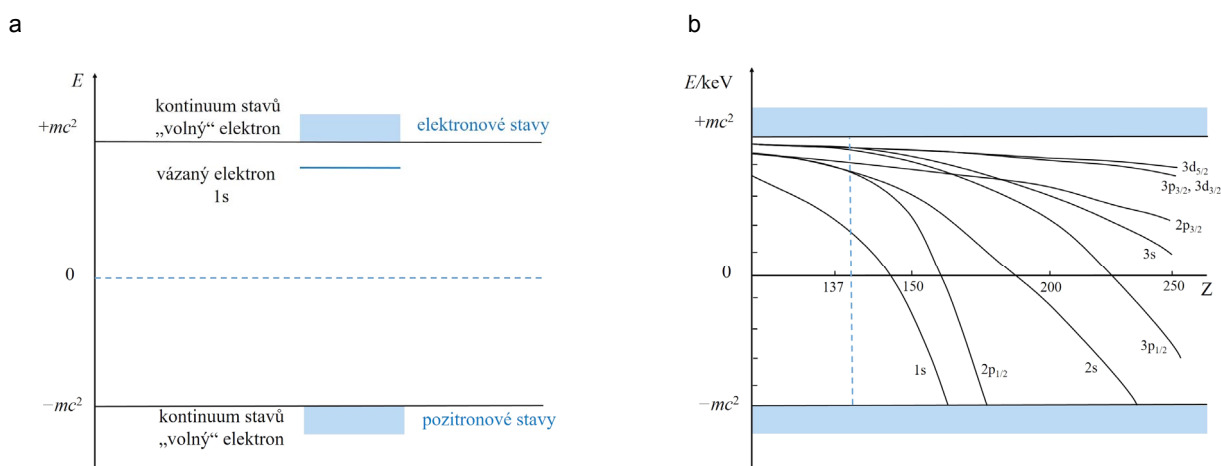 a
E
+mc²
kontinuum stavů
„volný“ elektron
elektronové stavy
vázaný elektron
1s
0
−mc²
kontinuum stavů
„volný“ elektron
pozitronové stavy
b
E/keV
+mc²
3d5/2
3p3/2, 3d3/2
2p3/2
3s
0
137
150
200
250
Z
3p1/2
1s
2p1/2
2s
−mc²